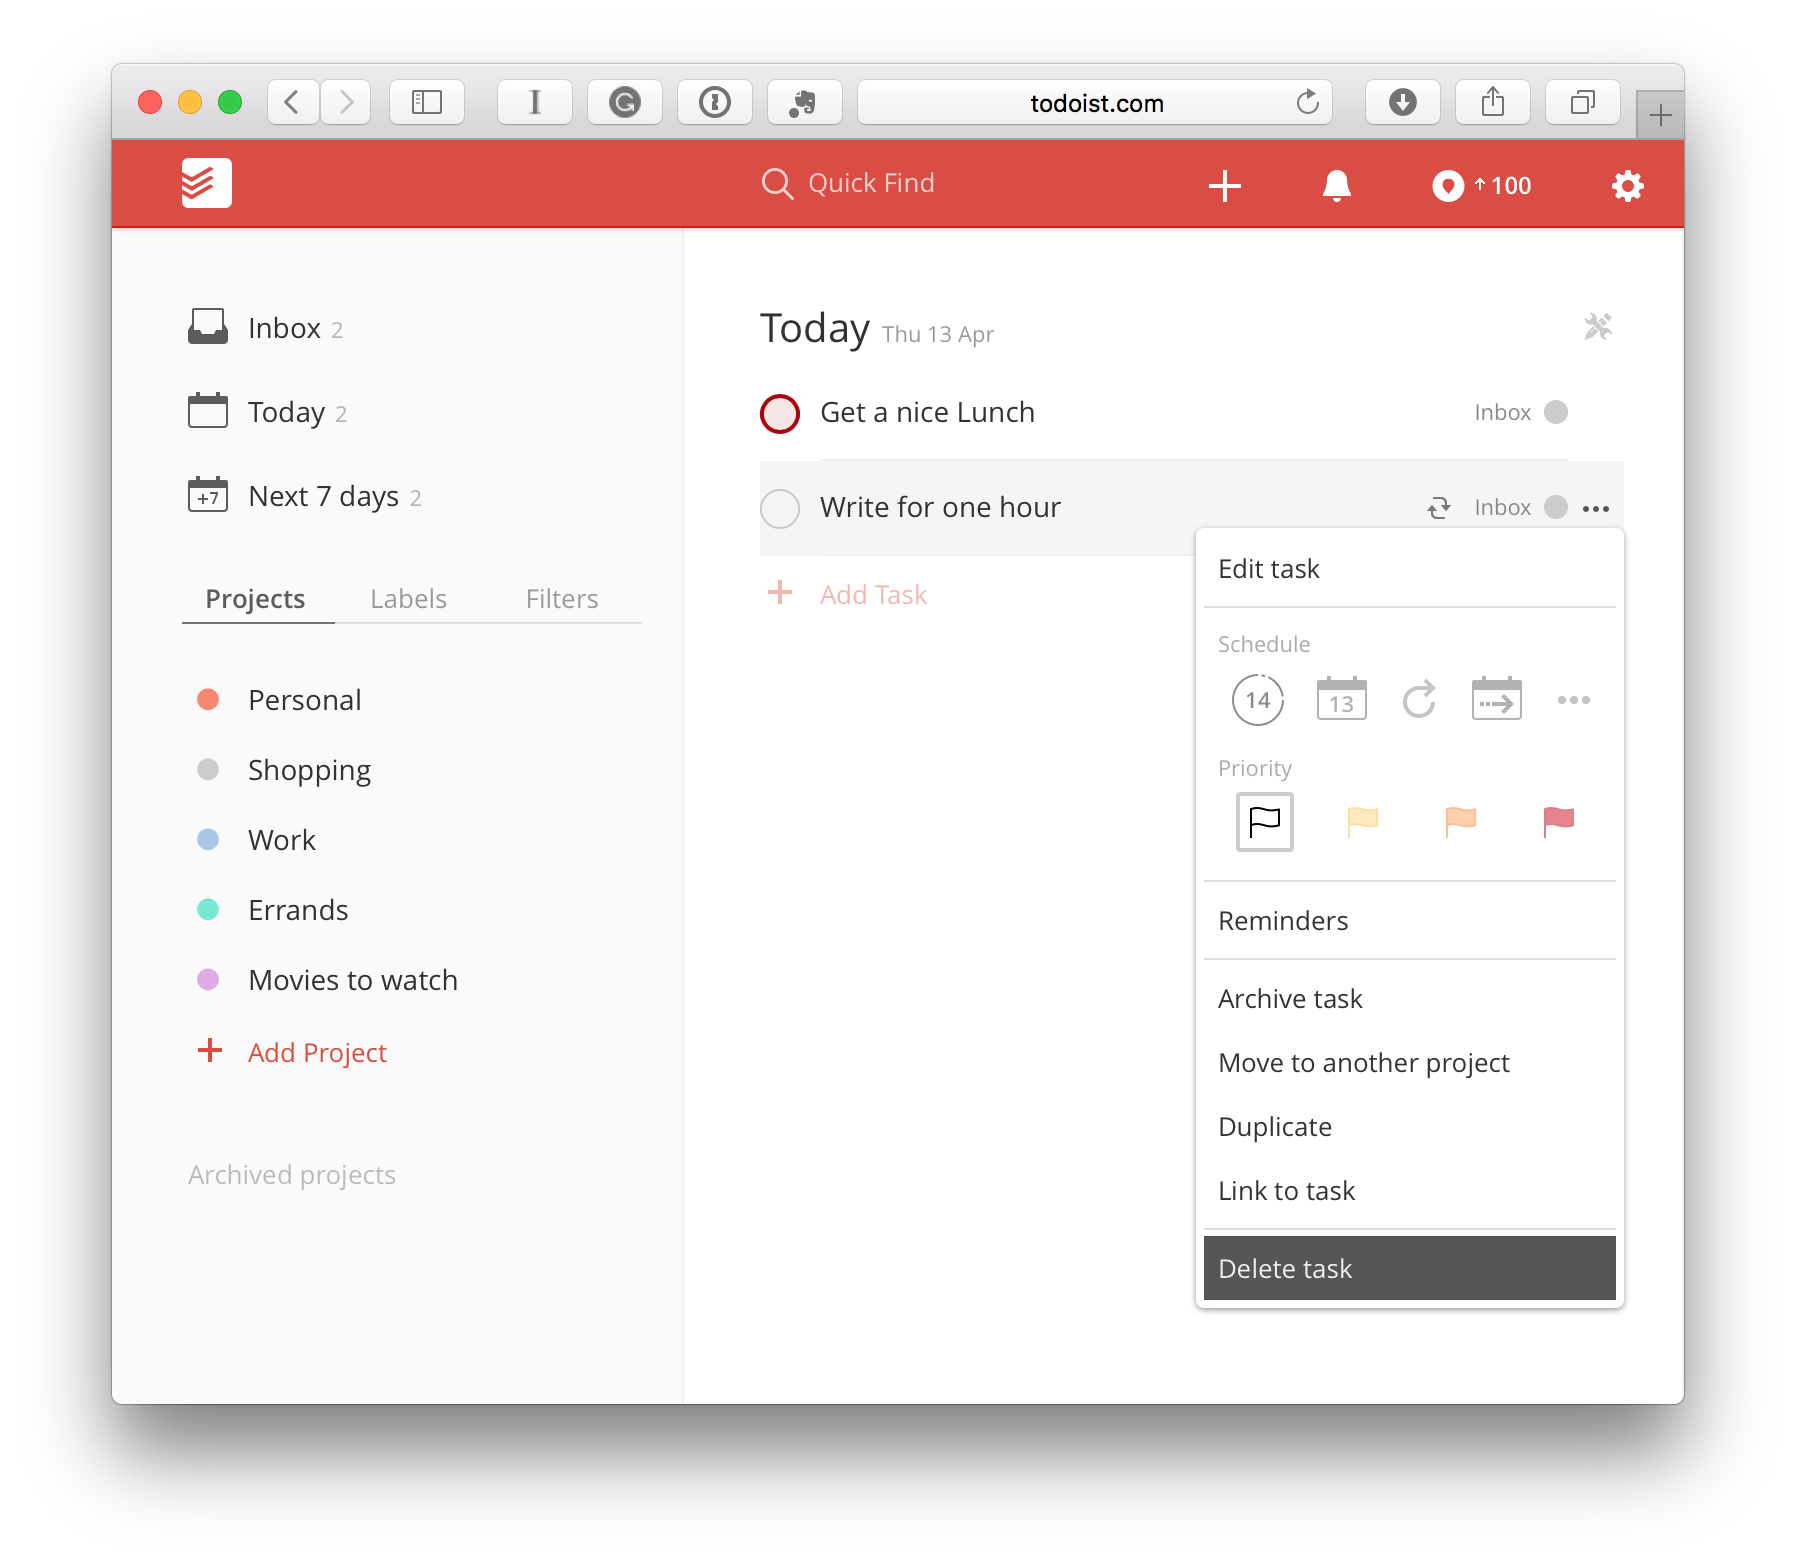 todoist.com
Quick Find
100
Inbox 2
Today 2
+7 Next 7 days 2
Projects Labels Filters
Personal
Shopping
Work
Errands
Movies to watch
Add Project
Archived projects
Today Thu 13 Apr
Get a nice Lunch Inbox
Write for one hour Inbox
Add Task
Edit task
Schedule
14 13
Priority
Reminders
Archive task
Move to another project
Duplicate
Link to task
Delete task